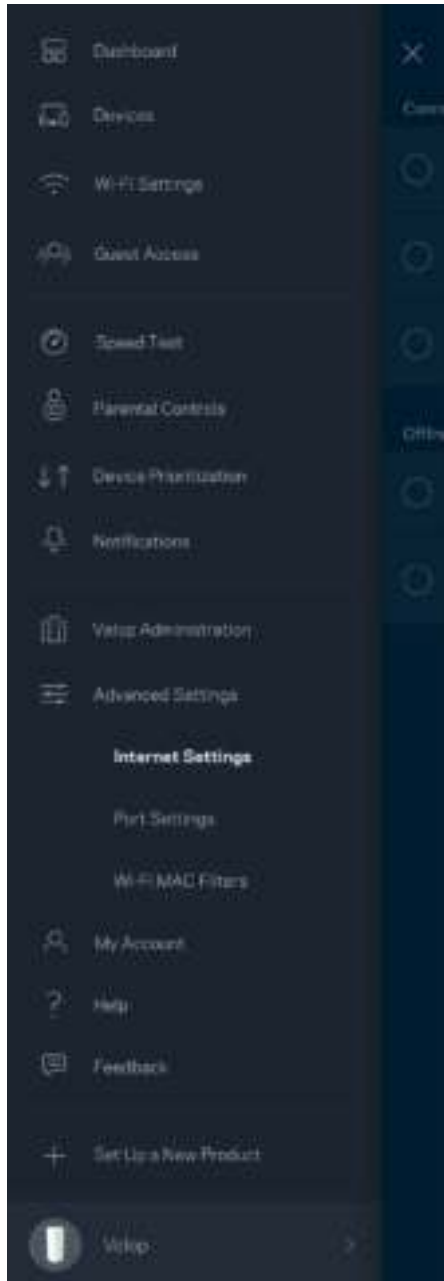 Dashboard
Devices
Wi-Fi Settings
Guest Access
Speed Test
Parental Controls
Device Prioritization
Notifications
Velop Administration
Advanced Settings
Internet Settings
Port Settings
Wi-Fi MAC Filters
My Account
Help
Feedback
Set Up a New Product
Velop